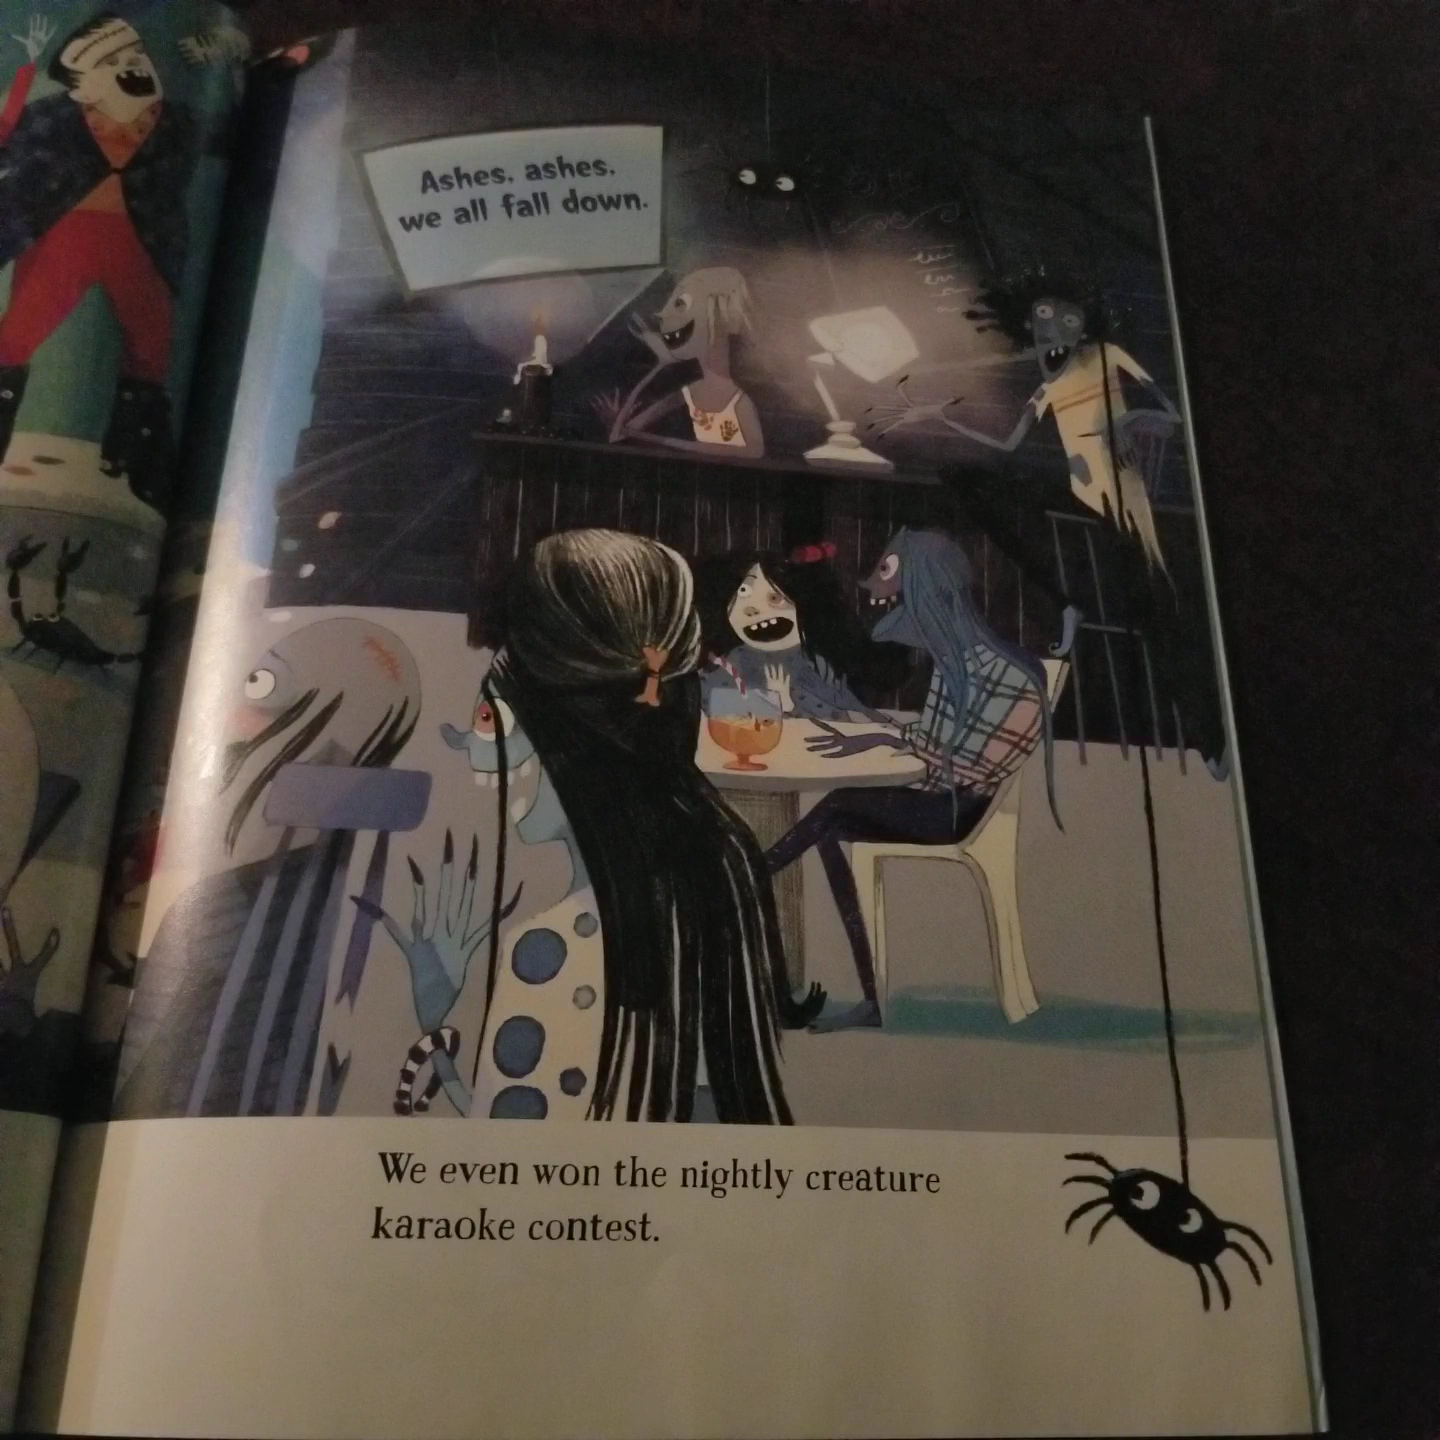 Ashes, ashes,
we all fall down.
We even won the nightly creature
karaoke contest.